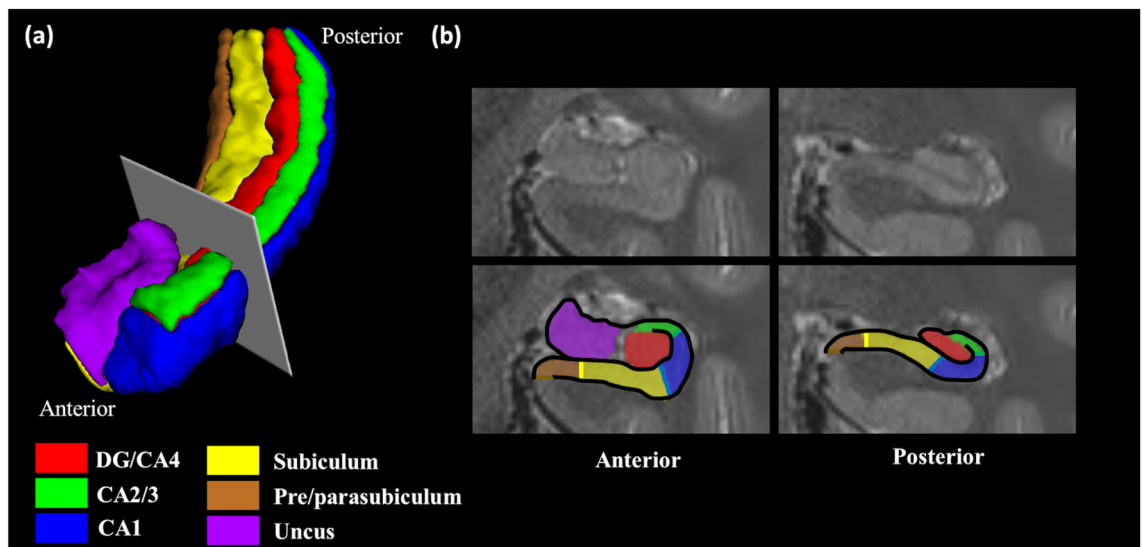 (a)
Posterior
(b)
Anterior
Anterior
Posterior
DG/CA4
Subiculum
CA2/3
Pre/parasubiculum
CA1
Uncus